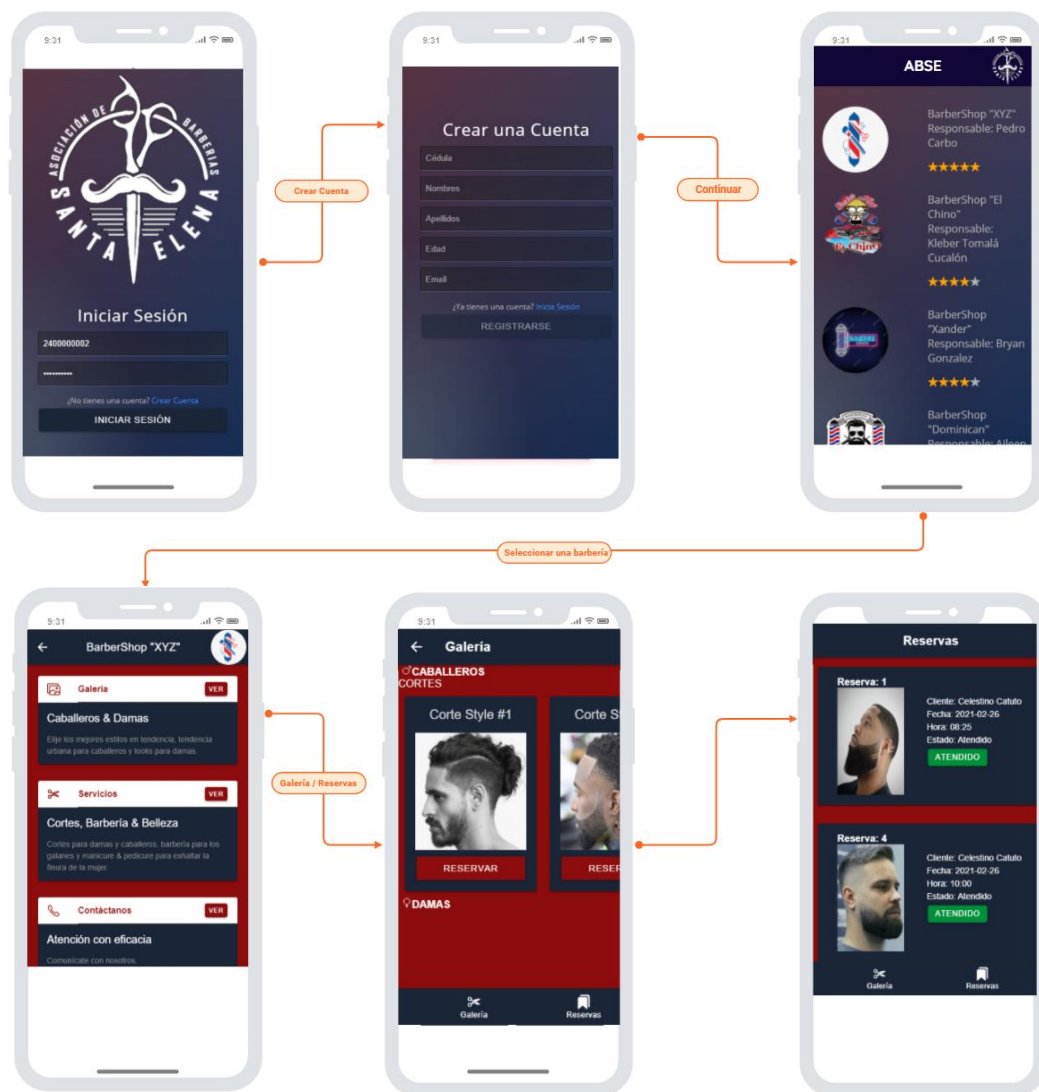 9:31
ASOCIACIÓN DE BARBERIAS
SANTA ELENA
Iniciar Sesión
2400000002
¿No tienes una cuenta? Crear Cuenta
INICIAR SESIÓN
Crear Cuenta
9:31
Crear una Cuenta
Cédula
Nombres
Apellidos
Edad
Email
¿Ya tienes una cuenta? Inicia Sesión
REGISTRARSE
Continuar
9:31
ABSE
BarberShop "XYZ"
Responsable: Pedro
Carbo
BarberShop "El
Chino"
Responsable:
Kleber Tomalá
Cucalón
BarberShop
"Xander"
Responsable: Bryan
Gonzalez
BarberShop
"Dominican"
Responsable: Aileen
Seleccionar una barbería
9:31
BarberShop "XYZ"
Galería
VER
Caballeros & Damas
Elije los mejores estilos en tendencia, tendencia
urbana para caballeros y looks para damas.
Servicios
VER
Cortes, Barbería & Belleza
Cortes para damas y caballeros, barbería para los
galanes y manicure & pedicure para exhaltar la
finura de la mujer.
Contáctanos
VER
Atención con eficacia
Comunícate con nosotros.
Galería / Reservas
9:31
Galería
CABALLEROS
CORTES
Corte Style #1
RESERVAR
Corte S
RESER
DAMAS
Galería
Reservas
Reservas
Reserva: 1
Cliente: Celestino Catuto
Fecha: 2021-02-26
Hora: 08:25
Estado: Atendido
ATENDIDO
Reserva: 4
Cliente: Celestino Catuto
Fecha: 2021-02-26
Hora: 10:00
Estado: Atendido
ATENDIDO
Galería
Reservas